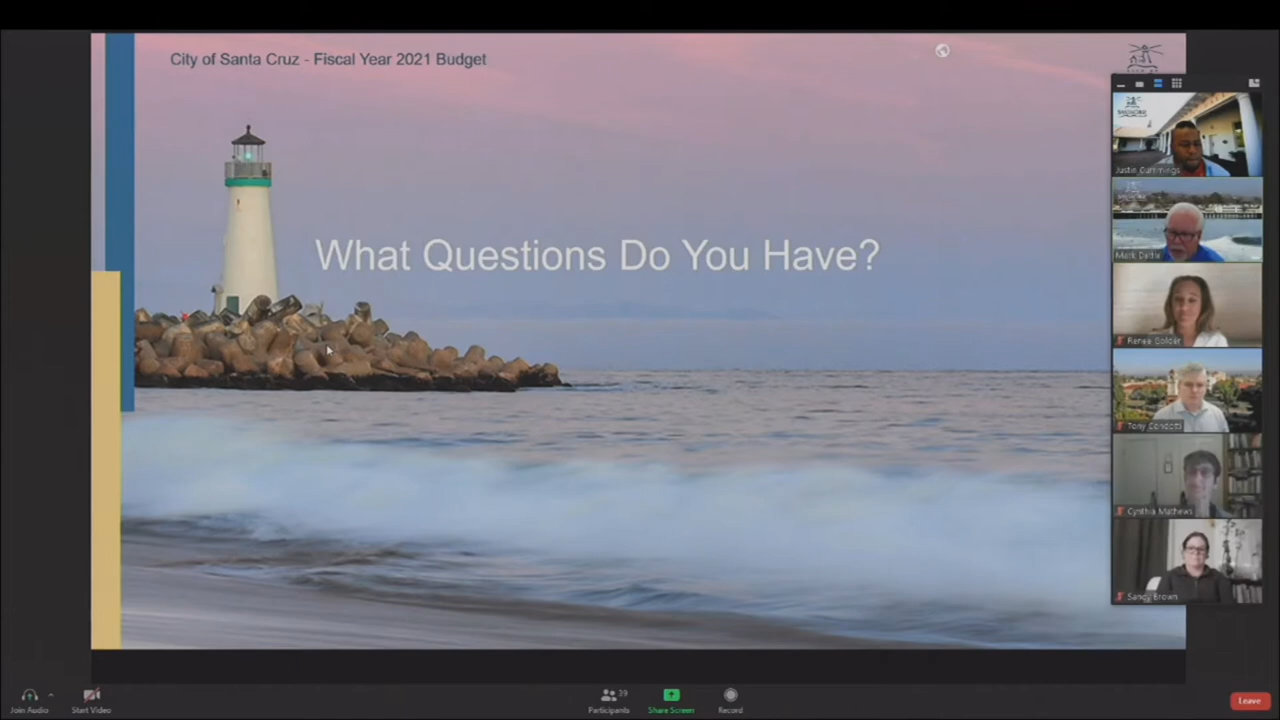 City of Santa Cruz - Fiscal Year 2021 Budget
What Questions Do You Have?
Justin Cummings
Mark Dettle
Renee Golder
Tony Condotti
Cynthia Mathews
Sandy Brown
Join Audio
Start Video
Participants
39
Share Screen
Record
Leave